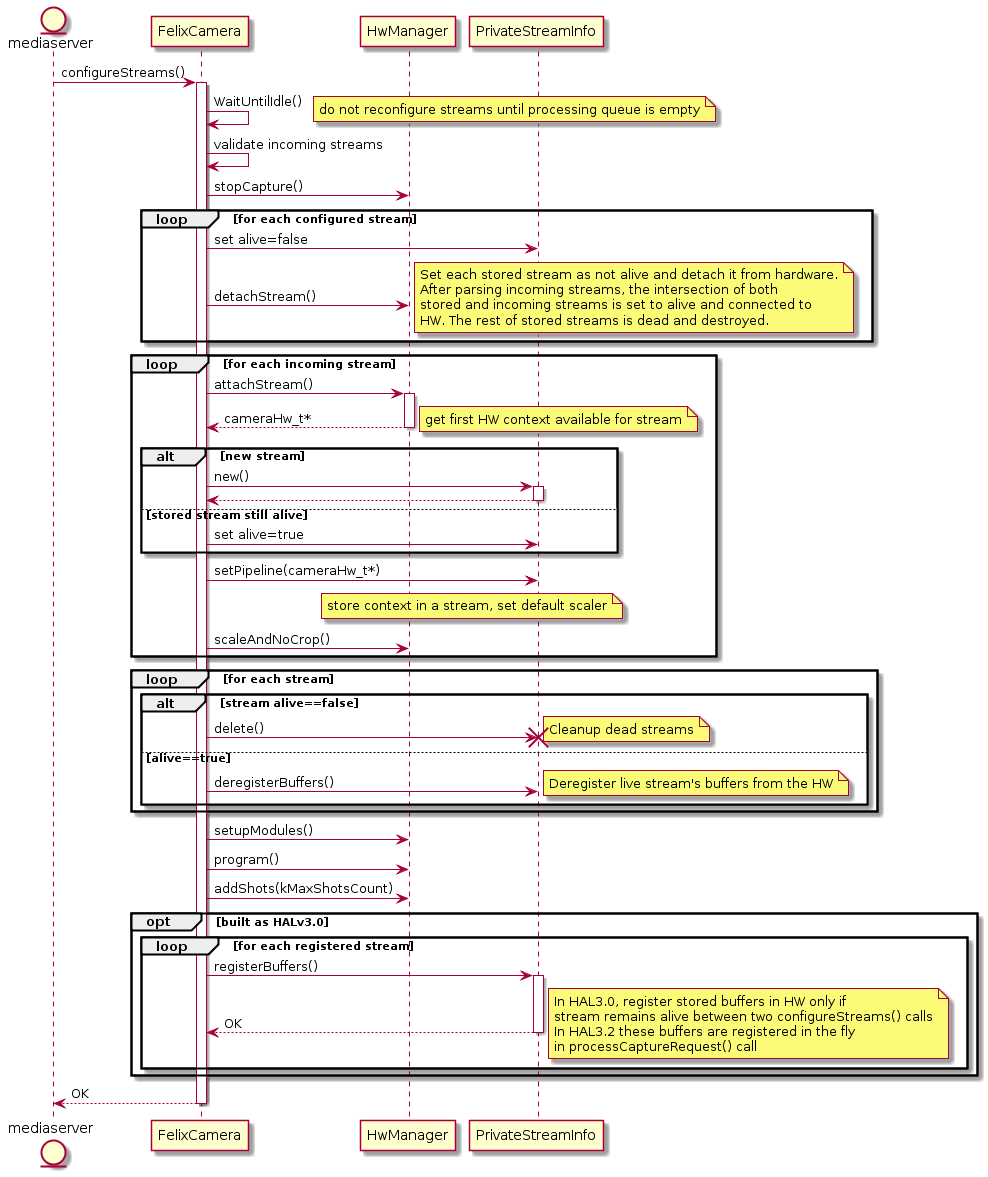 mediaserver
FelixCamera
HwManager
PrivateStreamInfo
configureStreams()
WaitUntilIdle()
do not reconfigure streams until processing queue is empty
validate incoming streams
stopCapture()
loop
[for each configured stream]
set alive=false
Set each stored stream as not alive and detach it from hardware.
After parsing incoming streams, the intersection of both
stored and incoming streams is set to alive and connected to
HW. The rest of stored streams is dead and destroyed.
detachStream()
loop
[for each incoming stream]
attachStream()
cameraHw_t*
get first HW context available for stream
alt
[new stream]
new()
[stored stream still alive]
set alive=true
setPipeline(cameraHw_t*)
store context in a stream, set default scaler
scaleAndNoCrop()
loop
[for each stream]
alt
[stream alive==false]
delete()
Cleanup dead streams
[alive==true]
deregisterBuffers()
Deregister live stream's buffers from the HW
setupModules()
program()
addShots(kMaxShotsCount)
opt
[built as HALv3.0]
loop
[for each registered stream]
registerBuffers()
In HAL3.0, register stored buffers in HW only if
stream remains alive between two configureStreams() calls
In HAL3.2 these buffers are registered in the fly
in processCaptureRequest() call
OK
OK
mediaserver
FelixCamera
HwManager
PrivateStreamInfo